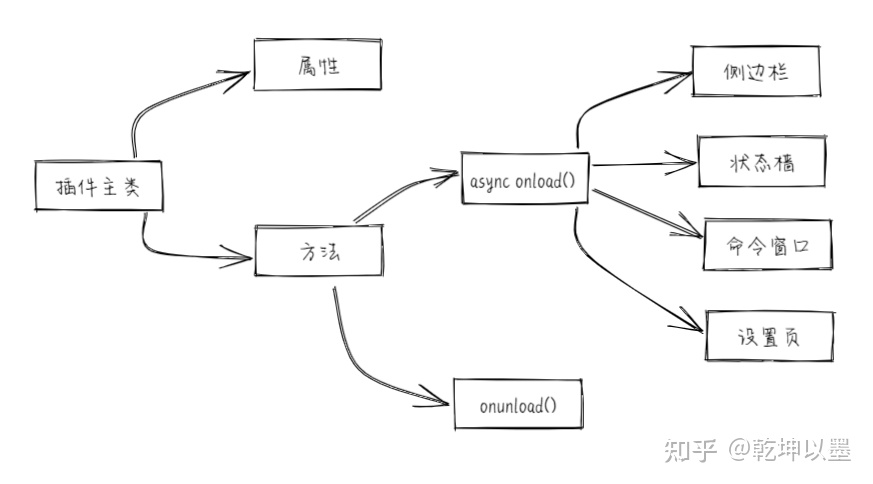 属性
侧边栏
插件主类
async onload()
状态樯
方法
命令窗口
设置页
onunload()
知乎 @乾坤以墨